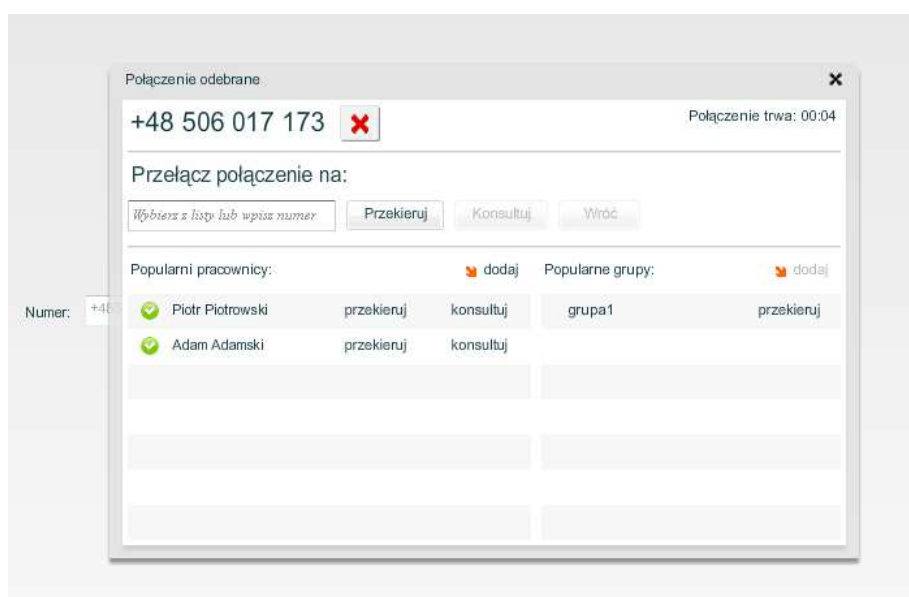 Połączenie odebrane
+48 506 017 173
Połączenie trwa: 00:04
Przełącz połączenie na:
Wybierz z listy lub wpisz numer
Przekieruj
Konsultuj
Wróć
Popularni pracownicy:
dodaj
Popularne grupy:
dodaj
Numer:
+48
Piotr Piotrowski
przekieruj
konsultuj
grupa1
przekieruj
Adam Adamski
przekieruj
konsultuj